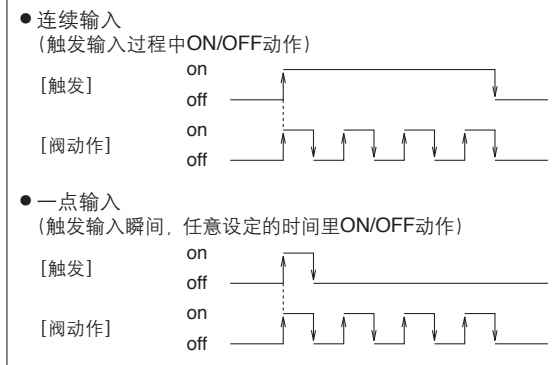 ●连续输入
(触发输入过程中ON/OFF动作)
[触发]
on
off
[阀动作]
on
off
●一点输入
(触发输入瞬间，任意设定的时间里ON/OFF动作)
[触发]
on
off
[阀动作]
on
off